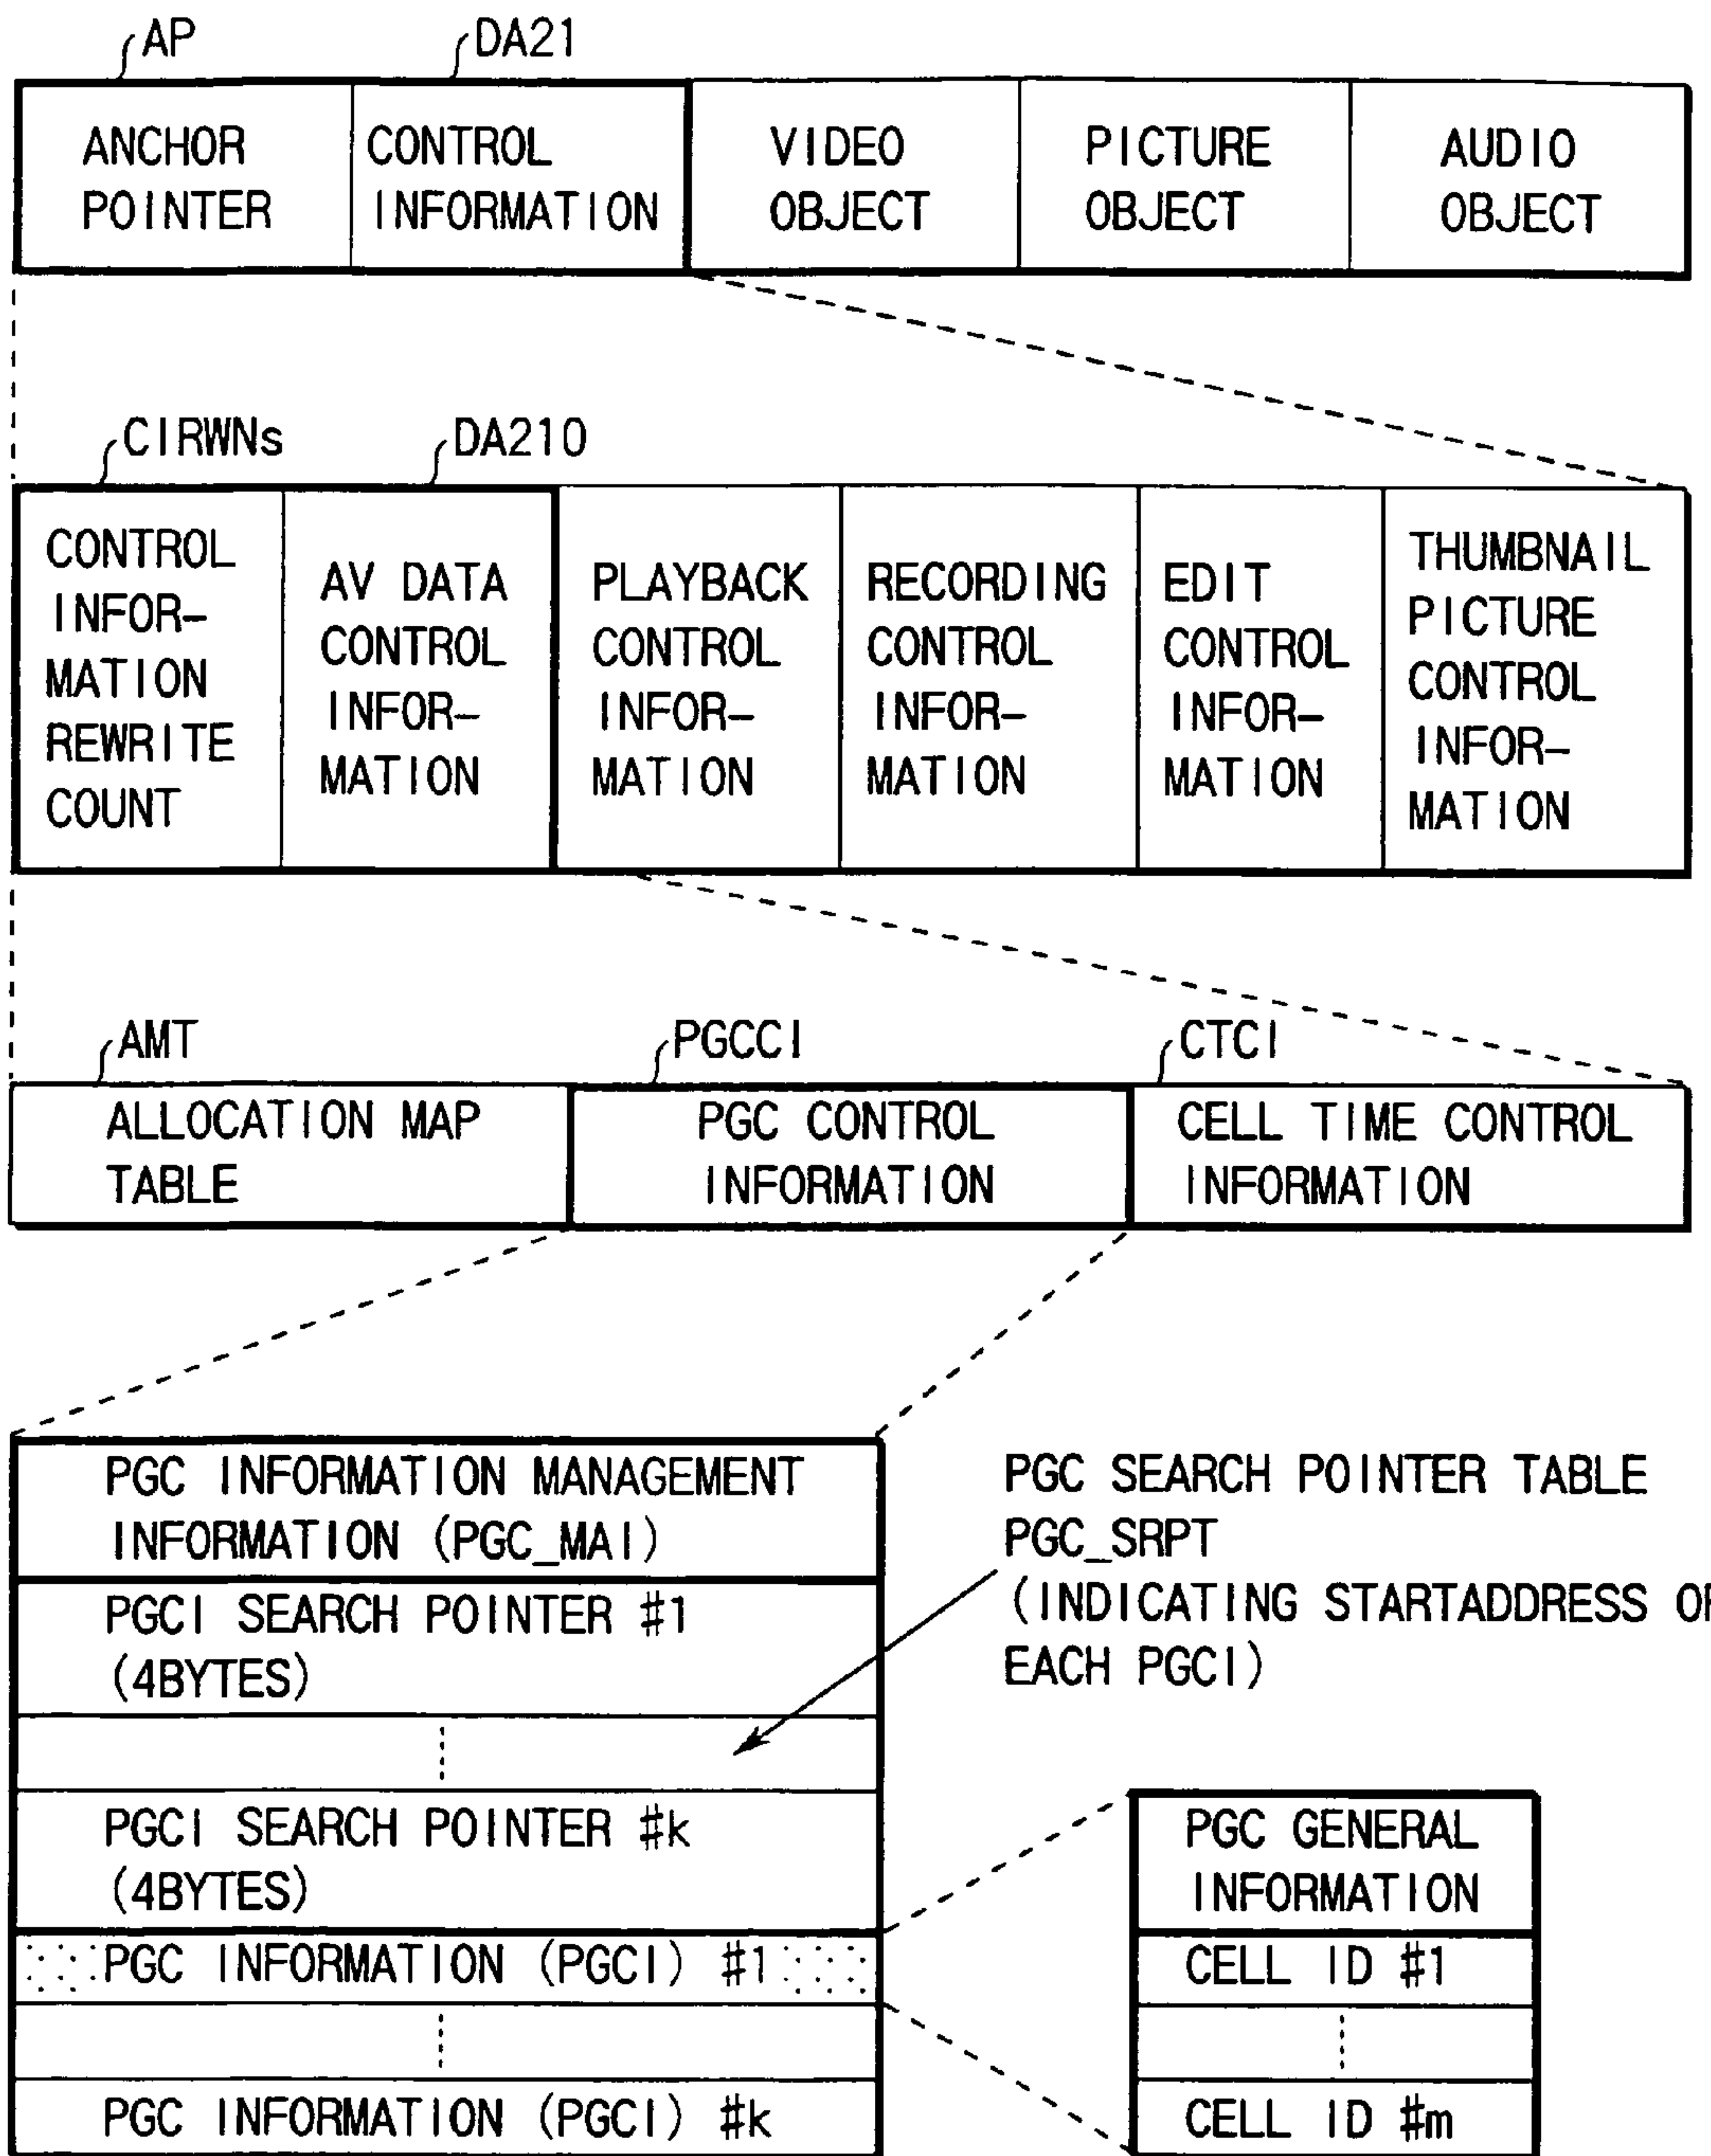 AP
DA21
ANCHOR
POINTER
CONTROL
INFORMATION
VIDEO
OBJECT
PICTURE
OBJECT
AUDIO
OBJECT
CIRWNs
DA210
CONTROL
INFOR-
MATION
REWRITE
COUNT
AV DATA
CONTROL
INFOR-
MATION
PLAYBACK
CONTROL
INFOR-
MATION
RECORDING
CONTROL
INFOR-
MATION
EDIT
CONTROL
INFOR-
MATION
THUMBNAIL
PICTURE
CONTROL
INFOR-
MATION
AMT
PGCCI
CTCI
ALLOCATION MAP
TABLE
PGC CONTROL
INFORMATION
CELL TIME CONTROL
INFORMATION
PGC INFORMATION MANAGEMENT
INFORMATION (PGC_MAI)
PGCI SEARCH POINTER #1
(4BYTES)
PGCI SEARCH POINTER #k
(4BYTES)
PGC INFORMATION (PGCI) #1
PGC INFORMATION (PGCI) #k
PGC SEARCH POINTER TABLE
PGC_SRPT
(INDICATING STARTADDRESS OF
EACH PGCI)
PGC GENERAL
INFORMATION
CELL ID #1
CELL ID #m